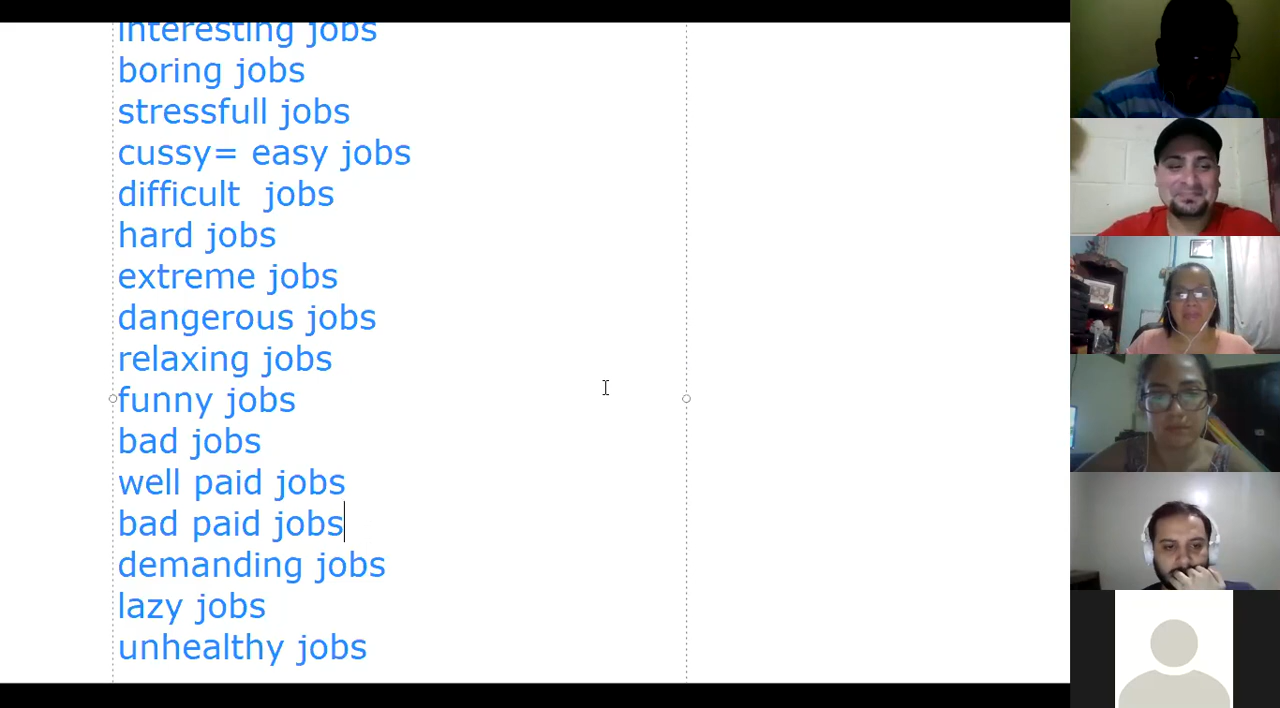 interesting jobs
boring jobs
stressfull jobs
cussy= easy jobs
difficult  jobs
hard jobs
extreme jobs
dangerous jobs
relaxing jobs
funny jobs
bad jobs
well paid jobs
bad paid jobs
demanding jobs
lazy jobs
unhealthy jobs